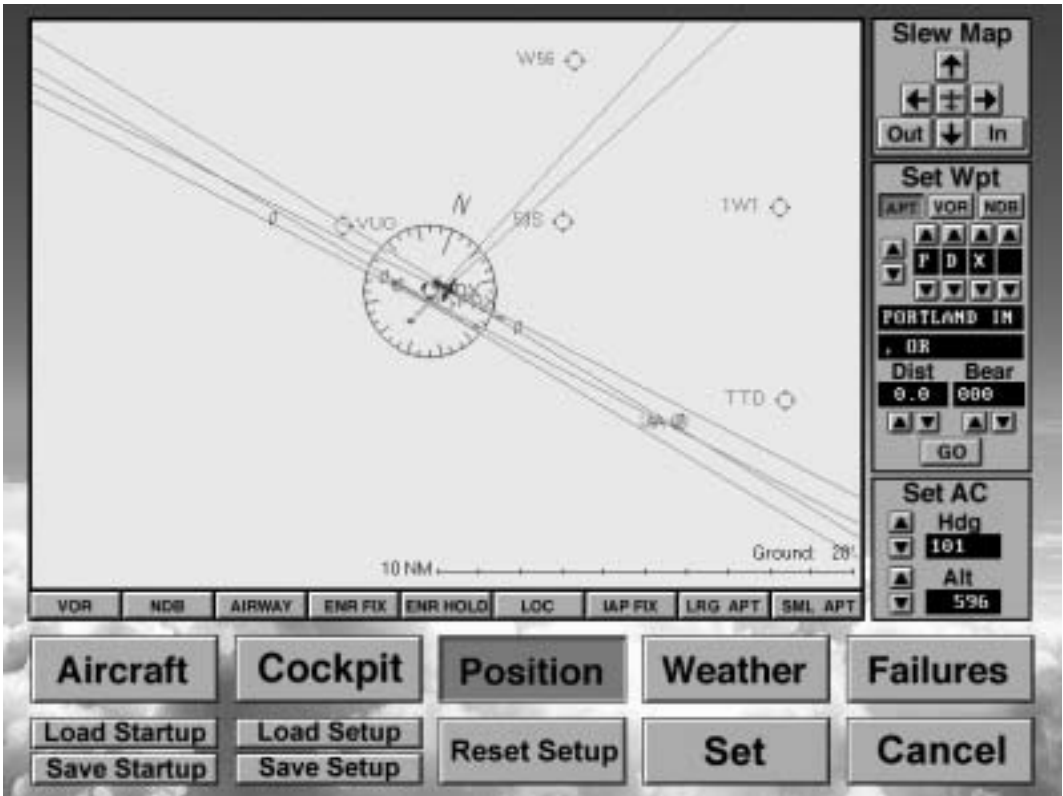 Slew Map
Out In
Set Wpt
APT VOR NDB
P D X
PORTLAND IN
, OR
Dist Bear
0.0 000
GO
Set AC
Hdg
101
Alt
596
W56
VUO
N
1W1
TTD
Ground: 28'
10 NM
VOR NDB AIRWAY ENR FIX ENR HOLD LOC IAP FIX LRG APT SML APT
Aircraft Cockpit Position Weather Failures
Load Startup Load Setup Reset Setup Set Cancel
Save Startup Save Setup